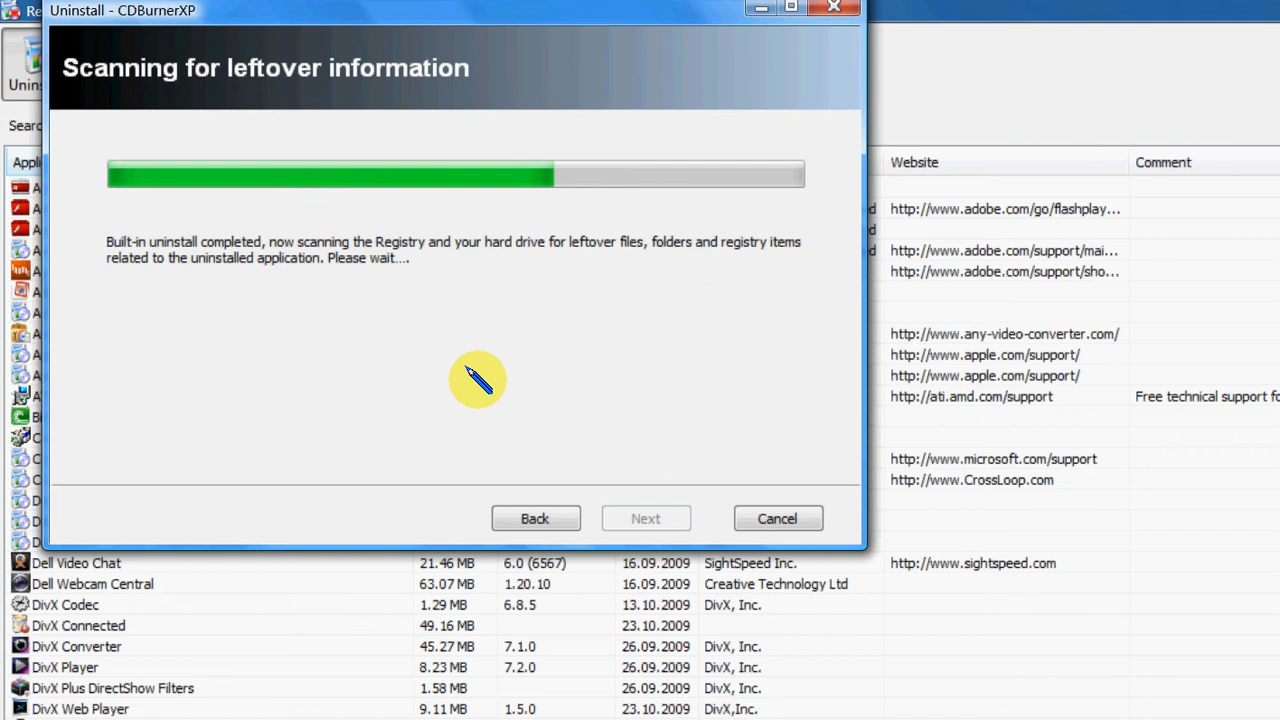 Re
Uninstall - CDBurnerXP
Scanning for leftover information
Built-in uninstall completed, now scanning the Registry and your hard drive for leftover files, folders and registry items
related to the uninstalled application. Please wait....
Back Next Cancel
Unins
Searc
Appli Website Comment
A
A d http://www.adobe.com/go/flashplay...
A d
A d http://www.adobe.com/support/mai...
A http://www.adobe.com/support/sho...
A
A
A http://www.any-video-converter.com/
A http://www.apple.com/support/
A http://www.apple.com/support/
A http://ati.amd.com/support Free technical support fo
Bi
C
C http://www.microsoft.com/support
C http://www.CrossLoop.com
D
D
D
Dell Video Chat 21.46 MB 6.0 (6567) 16.09.2009 SightSpeed Inc. http://www.sightspeed.com
Dell Webcam Central 63.07 MB 1.20.10 16.09.2009 Creative Technology Ltd
DivX Codec 1.29 MB 6.8.5 13.10.2009 DivX, Inc.
DivX Connected 49.16 MB 23.10.2009
DivX Converter 45.27 MB 7.1.0 26.09.2009 DivX, Inc.
DivX Player 8.23 MB 7.2.0 26.09.2009 DivX, Inc.
DivX Plus DirectShow Filters 1.58 MB 26.09.2009 DivX, Inc.
DivX Web Player 9.11 MB 1.5.0 23.10.2009 DivX,Inc.